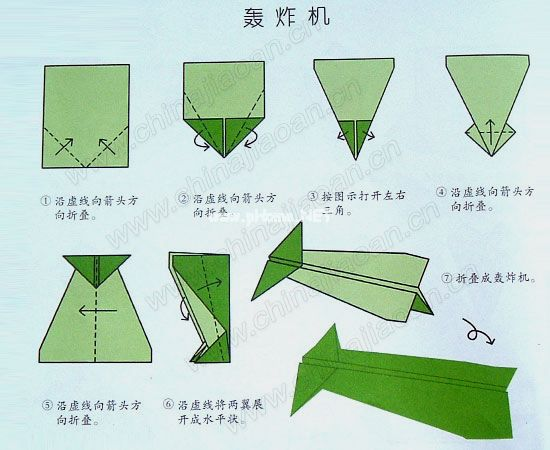 轰炸机
① 沿虚线向箭头方
向折叠。
② 沿虚线向箭头方
向折叠。
③ 按图示打开左右
三角。
④ 沿虚线向箭头方
向折叠。
⑦ 折叠成轰炸机。
⑤ 沿虚线向箭头方
向折叠。
⑥ 沿虚线将两翼展
开成水平状。
www.pHome.NET
www.chinajiaoan.cn
www.chinajiaoan.cn
www.chinajiaoan.cn